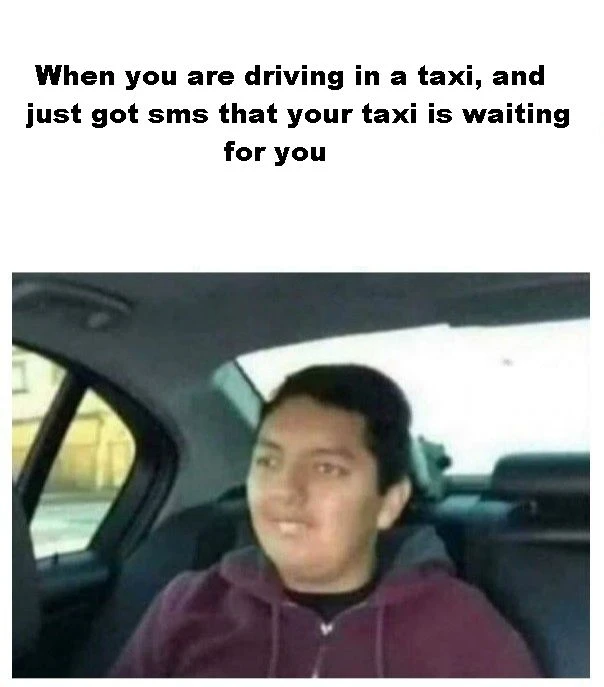 When you are driving in a taxi, and
just got sms that your taxi is waiting
for you